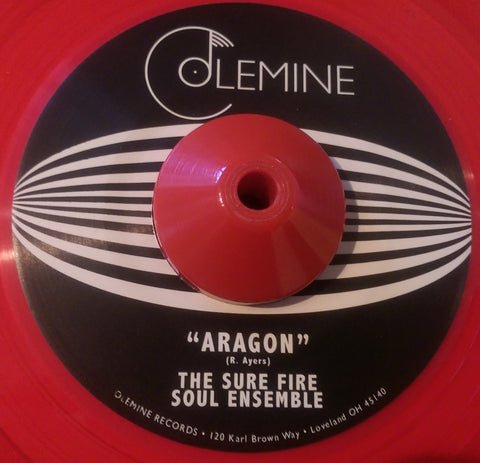 COLEMINE
“ARAGON”
(R. Ayers)
THE SURE FIRE
SOUL ENSEMBLE
COLEMINE RECORDS • 120 Karl Brown Way • Loveland OH 45140